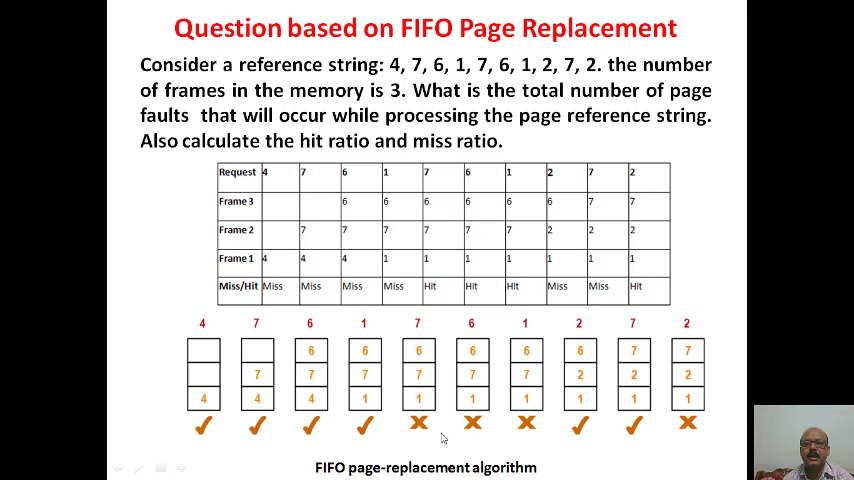 Question based on FIFO Page Replacement
Consider a reference string: 4, 7, 6, 1, 7, 6, 1, 2, 7, 2. the number
of frames in the memory is 3. What is the total number of page
faults that will occur while processing the page reference string.
Also calculate the hit ratio and miss ratio.
Request 4 7 6 1 7 6 1 2 7 2
Frame 3 6 6 6 6 6 6 7 7
Frame 2 7 7 7 7 7 7 2 2 2
Frame 1 4 4 4 1 1 1 1 1 1 1
Miss/Hit Miss Miss Miss Miss Hit Hit Hit Miss Miss Hit
4 7 6 1 7 6 1 2 7 2
6 6 6 6 6 6 7 7
7 7 7 7 7 7 2 2 2
4 4 4 1 1 1 1 1 1 1
FIFO page-replacement algorithm